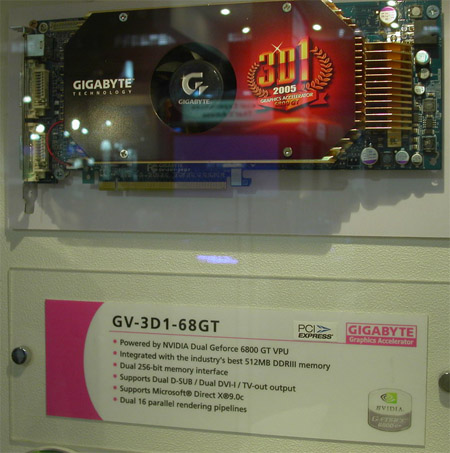 GIGABYTE
TECHNOLOGY
GIGABYTE
3D1
2005
GRAPHICS ACCELERATOR
GV-3D1-68GT
PCI
EXPRESS
GIGABYTE
Graphics Accelerator
• Powered by NVIDIA Dual Geforce 6800 GT VPU
• Integrated with the industry's best 512MB DDRIII memory
• Dual 256-bit memory interface
• Supports Dual D-SUB / Dual DVI-I / TV-out output
• Supports Microsoft® Direct X®9.0c
• Dual 16 parallel rendering pipelines
NVIDIA